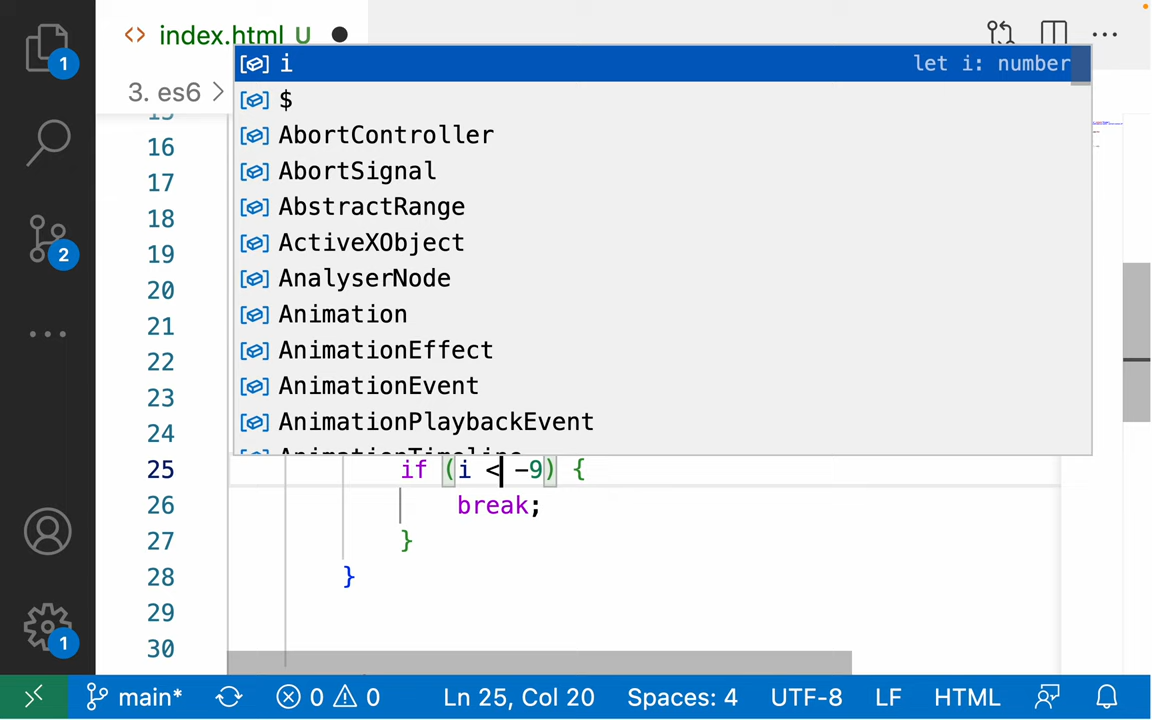 index.html U
1
3. es6 >
i let i: number
$
AbortController
AbortSignal
AbstractRange
ActiveXObject
AnalyserNode
Animation
AnimationEffect
AnimationEvent
AnimationPlaybackEvent
AnimationTimeline
15
16
17
18
19
20
21
22
23
24
25 if (i < -9) {
26 break;
27 }
28 }
29
30
2
1
main* 0 0 Ln 25, Col 20 Spaces: 4 UTF-8 LF HTML